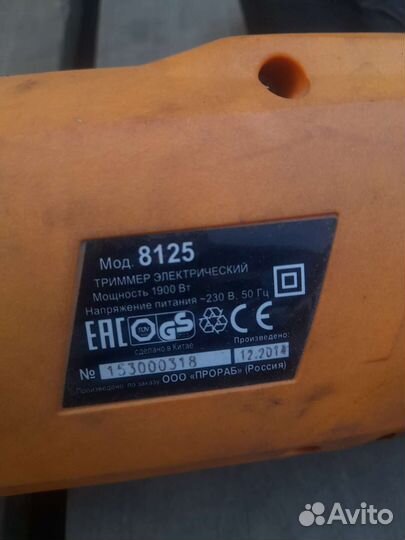 Мод. 8125
ТРИММЕР ЭЛЕКТРИЧЕСКИЙ
Мощность 1900 Вт
Напряжение питания ~230 В, 50 Гц
EAC TÜV GS CE
сделано в Китае
Произведено:
№ 153000318 12.2014
Произведено по заказу ООО «ПРОРАБ» (Россия)
Avito